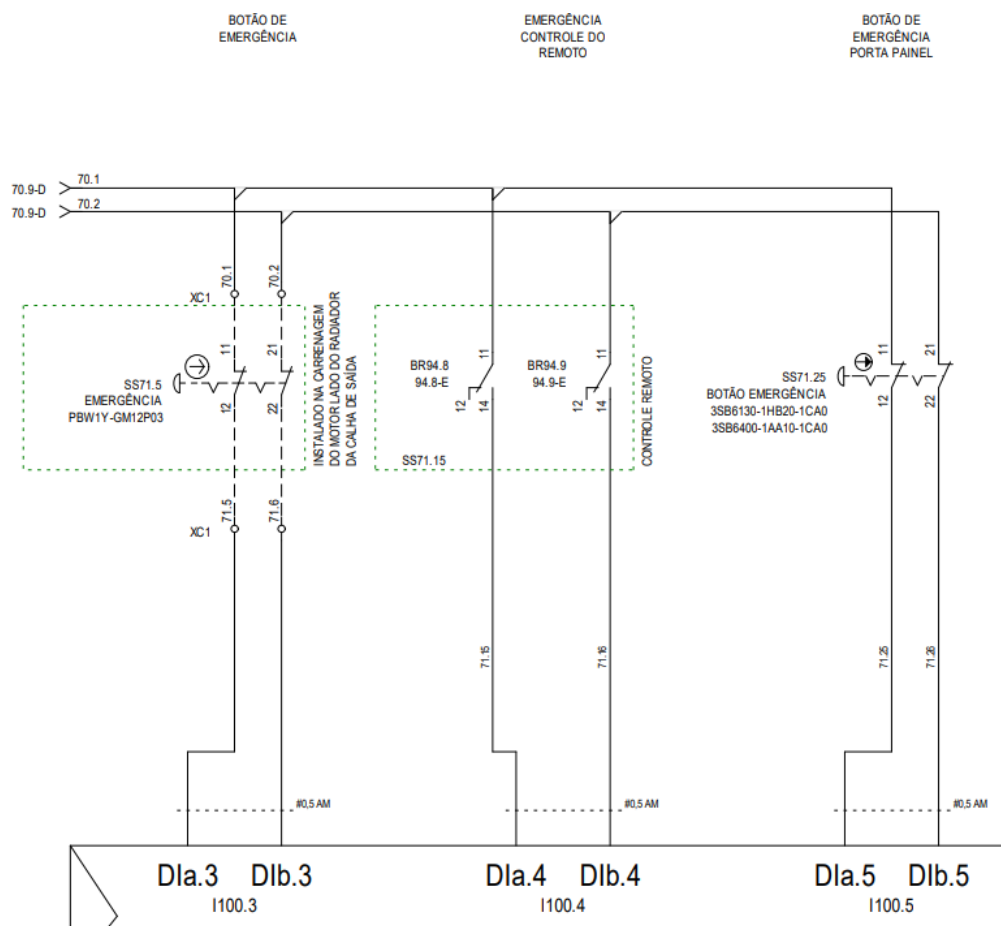 BOTÃO DE
EMERGÊNCIA
EMERGÊNCIA
CONTROLE DO
REMOTO
BOTÃO DE
EMERGÊNCIA
PORTA PAINEL
70.9-D
70.1
70.9-D
70.2
70.1
70.2
XC1
11
21
SS71.5
EMERGÊNCIA
PBW1Y-GM12P03
12
22
INSTALADO NA CARRENAGEM
DO MOTOR LADO DO RADIADOR
DA CALHA DE SAÍDA
71.5
71.6
XC1
11
BR94.8
94.8-E
12
14
11
BR94.9
94.9-E
12
14
SS71.15
CONTROLE REMOTO
11
21
SS71.25
BOTÃO EMERGÊNCIA
3SB6130-1HB20-1CA0
3SB6400-1AA10-1CA0
12
22
71.15
71.16
71.25
71.26
#0,5 AM
#0,5 AM
#0,5 AM
DIa.3
DIb.3
I100.3
DIa.4
DIb.4
I100.4
DIa.5
DIb.5
I100.5